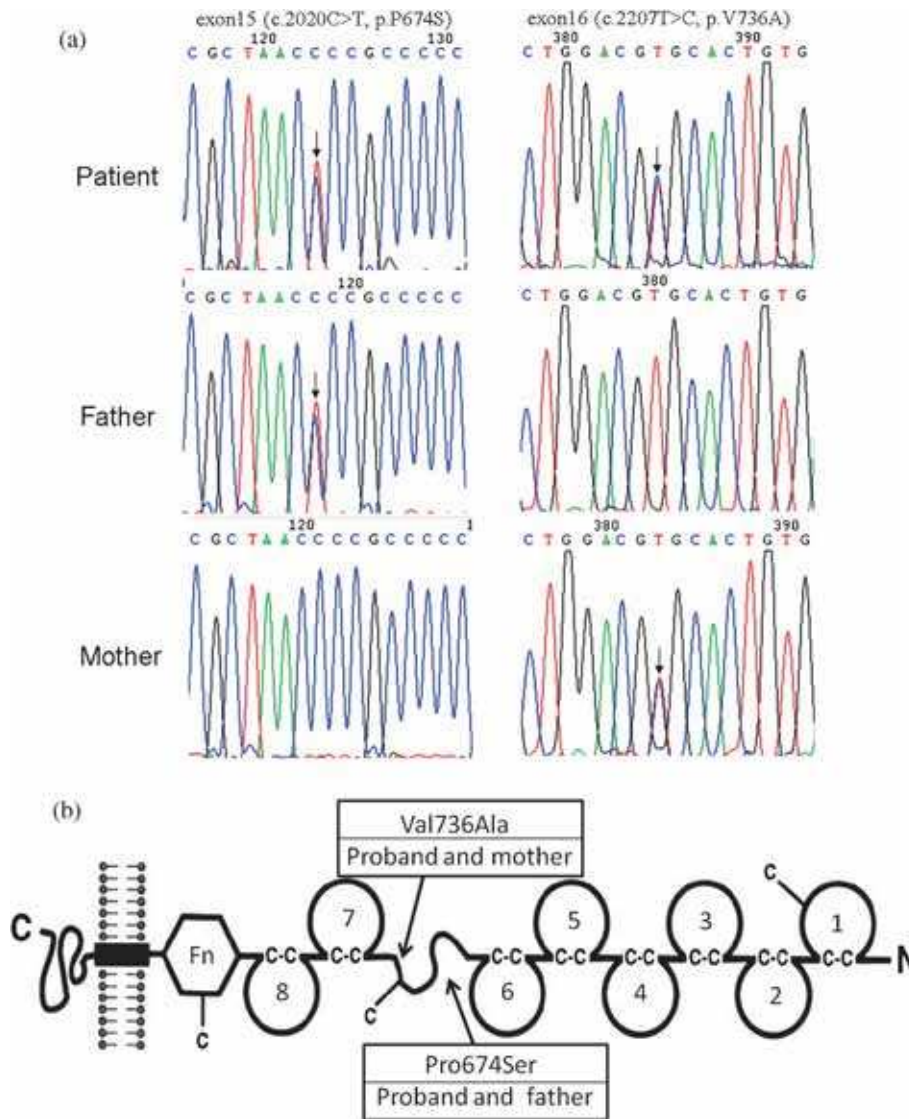 exon15 (c.2020C>T, p.P674S) exon16 (c.2207T>C, p.V736A)
(a)
120 130 380 390
C G C T A A C C C C G C C C C C C T G G A C G T G C A C T G T G
Patient
120 380
C G C T A A C C C C G C C C C C C T G G A C G T G C A C T G T G
Father
120 1 380 390
C G C T A A C C C C G C C C C C C T G G A C G T G C A C T G T G
Mother
(b)
Val736Ala
Proband and mother
7 5 3 C 1
C Fn C-C C-C C-C C-C C-C C-C C-C C-C N
8 C 6 4 2
C
Pro674Ser
Proband and father